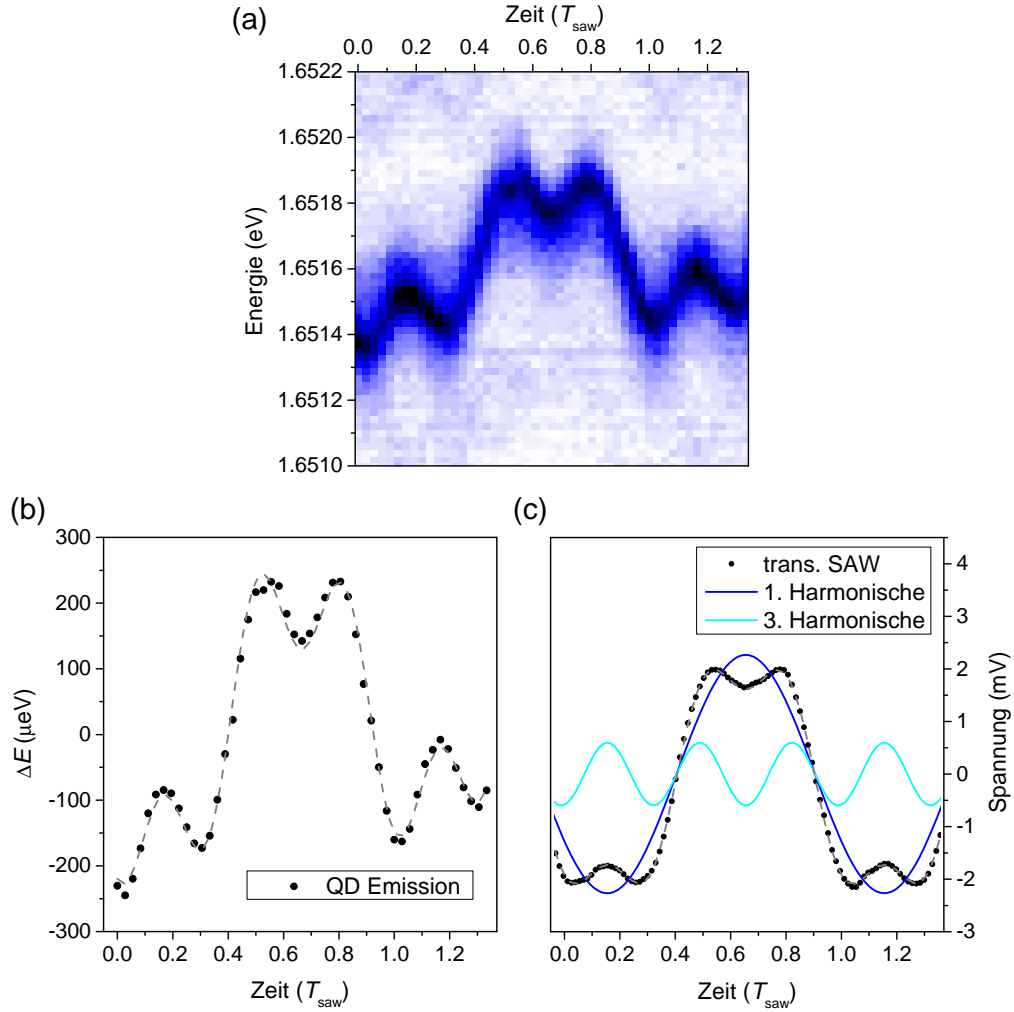 (a)
Zeit (T_saw)
0.0 0.2 0.4 0.6 0.8 1.0 1.2
1.6522
1.6520
1.6518
1.6516
1.6514
1.6512
1.6510
Energie (eV)
(b)
300
200
100
0
-100
-200
-300
ΔE (μeV)
QD Emission
0.0 0.2 0.4 0.6 0.8 1.0 1.2
Zeit (T_saw)
(c)
trans. SAW
1. Harmonische
3. Harmonische
4
3
2
1
0
-1
-2
-3
Spannung (mV)
0.0 0.2 0.4 0.6 0.8 1.0 1.2
Zeit (T_saw)